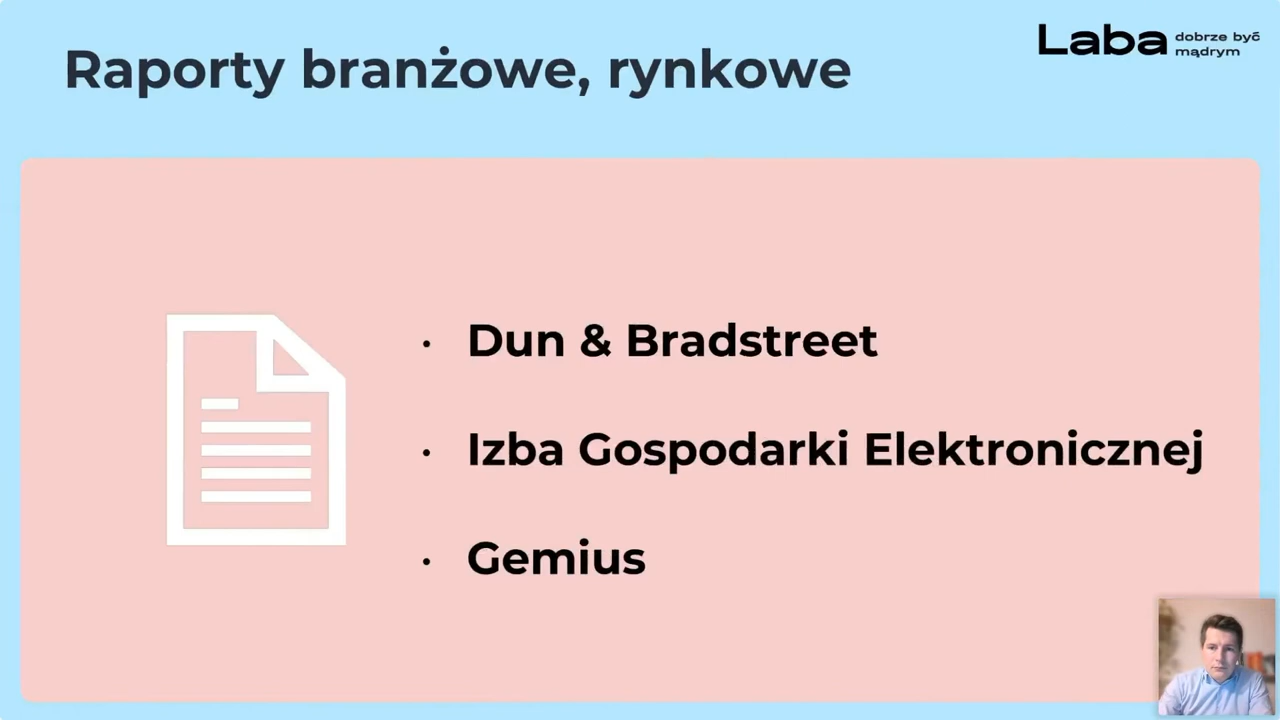 Raporty branżowe, rynkowe
Laba dobrze być
mądrym
• Dun & Bradstreet
• Izba Gospodarki Elektronicznej
• Gemius